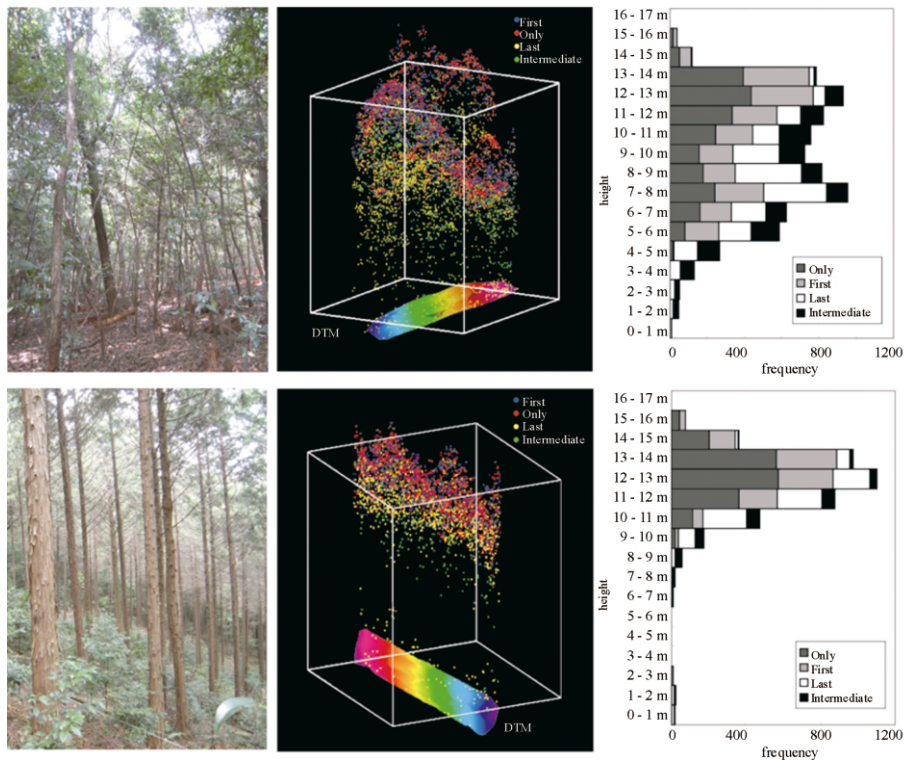 First
Only
Last
Intermediate
DTM
height
16 - 17 m
15 - 16 m
14 - 15 m
13 - 14 m
12 - 13 m
11 - 12 m
10 - 11 m
9 - 10 m
8 - 9 m
7 - 8 m
6 - 7 m
5 - 6 m
4 - 5 m
3 - 4 m
2 - 3 m
1 - 2 m
0 - 1 m
Only
First
Last
Intermediate
0 400 800 1200
frequency
First
Only
Last
Intermediate
DTM
height
16 - 17 m
15 - 16 m
14 - 15 m
13 - 14 m
12 - 13 m
11 - 12 m
10 - 11 m
9 - 10 m
8 - 9 m
7 - 8 m
6 - 7 m
5 - 6 m
4 - 5 m
3 - 4 m
2 - 3 m
1 - 2 m
0 - 1 m
Only
First
Last
Intermediate
0 400 800 1200
frequency